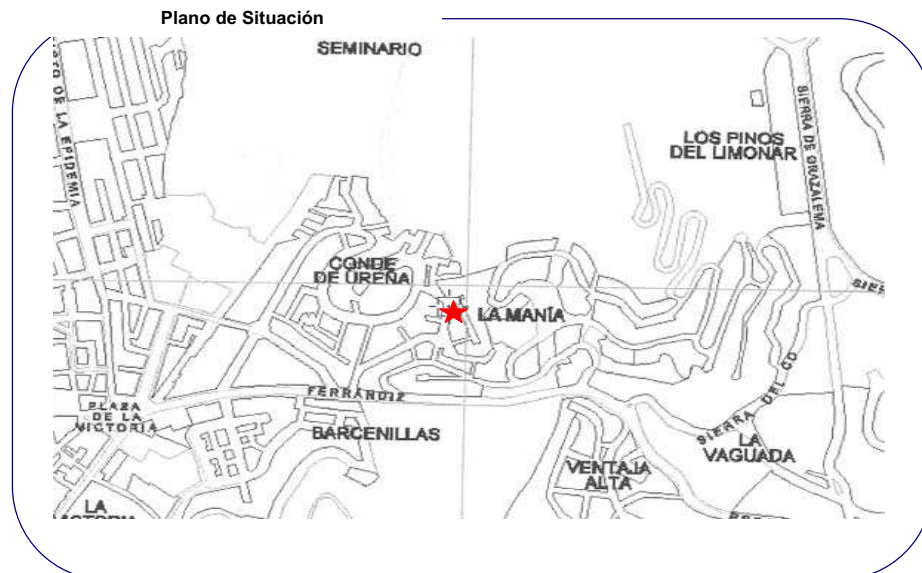 Plano de Situación
SEMINARIO
DE LA EPIDEMIA
LOS PINOS
DEL LIMONAR
SIERRA DE GRAZALEMA
CONDE
DE UREÑA
LA MANÍA
FERRANDIZ
PLAZA
DE LA
VICTORIA
BARCENILLAS
SIERRA DEL CO
LA
VAGUADA
VENTAJA
ALTA
LA